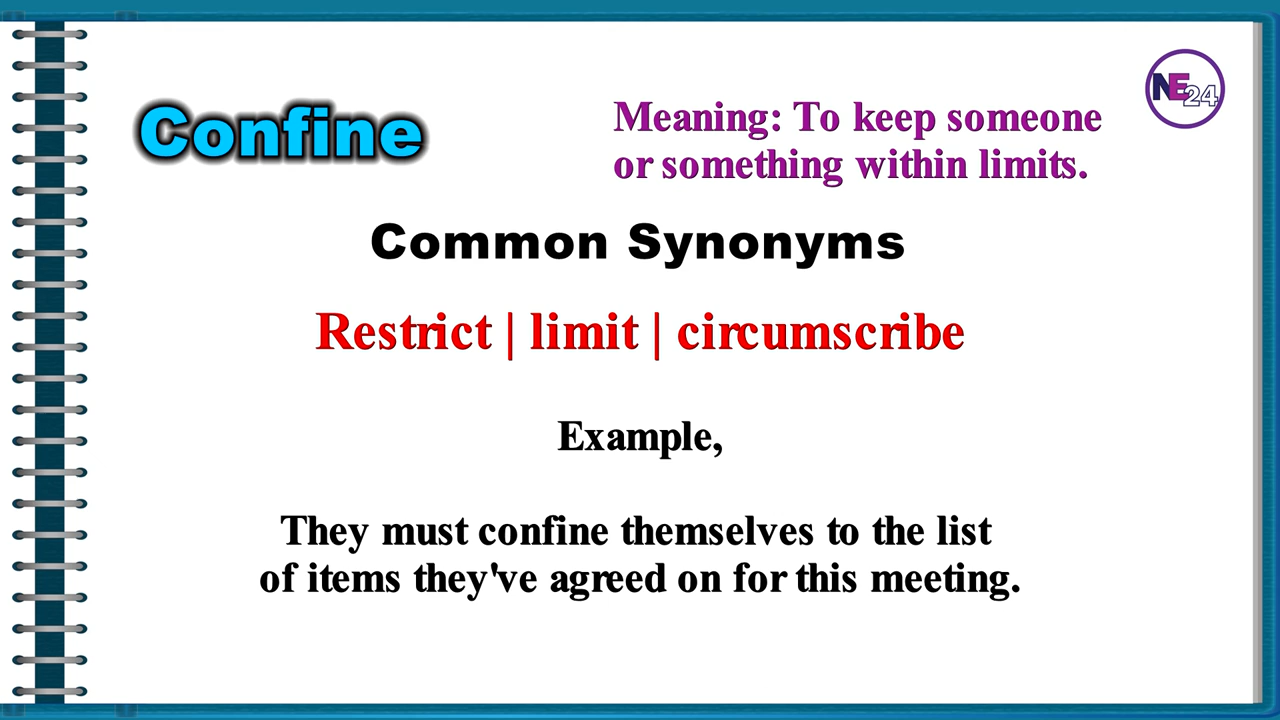 Confine
Meaning: To keep someone
or something within limits.
NE24
Common Synonyms
Restrict | limit | circumscribe
Example,
They must confine themselves to the list
of items they've agreed on for this meeting.